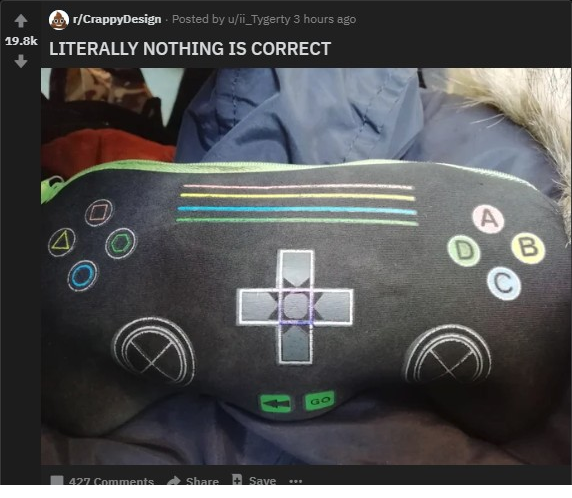 r/CrappyDesign · Posted by u/ii_Tygerty 3 hours ago
19.8k
LITERALLY NOTHING IS CORRECT
A
B
D
C
GO
427 Comments Share Save